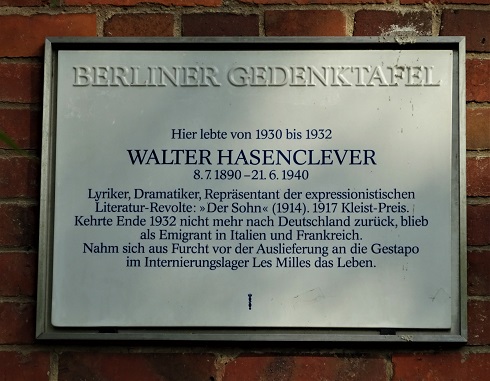 BERLINER GEDENKTAFEL
Hier lebte von 1930 bis 1932
WALTER HASENCLEVER
8.7.1890 – 21.6.1940
Lyriker, Dramatiker, Repräsentant der expressionistischen
Literatur-Revolte: »Der Sohn« (1914). 1917 Kleist-Preis.
Kehrte Ende 1932 nicht mehr nach Deutschland zurück, blieb
als Emigrant in Italien und Frankreich.
Nahm sich aus Furcht vor der Auslieferung an die Gestapo
im Internierungslager Les Milles das Leben.